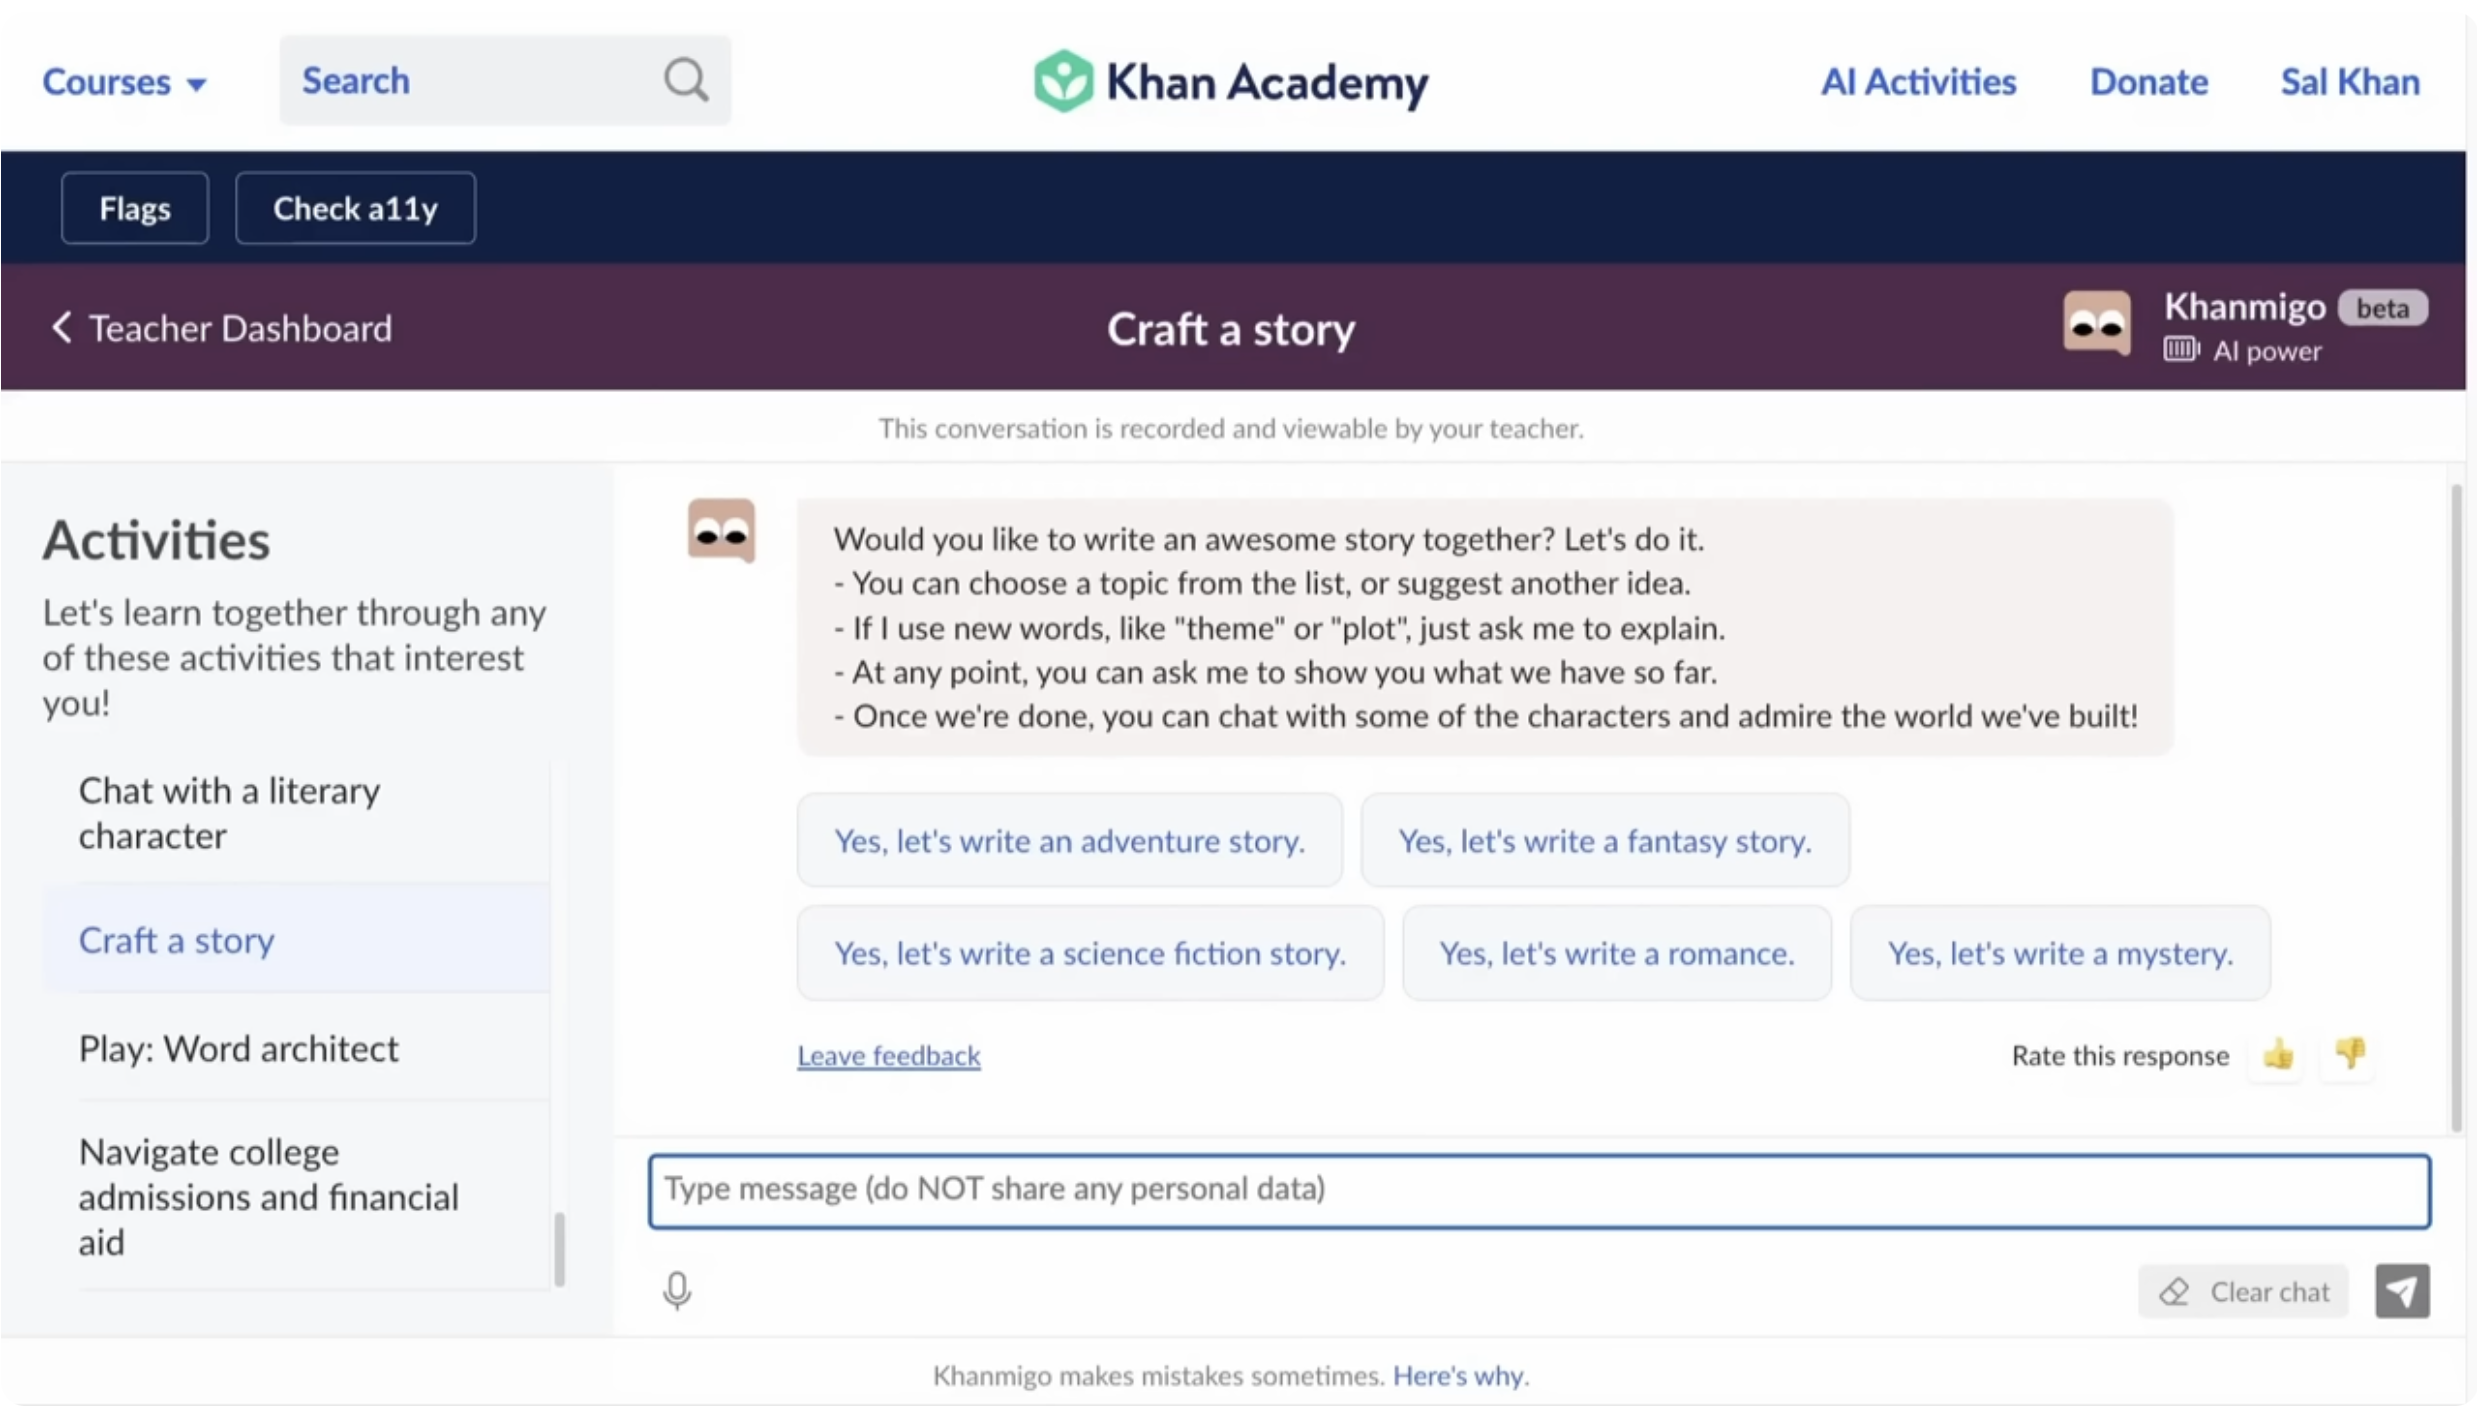 Courses
Search
Khan Academy
AI Activities
Donate
Sal Khan
Flags
Check a11y
Teacher Dashboard
Craft a story
Khanmigo beta
AI power
This conversation is recorded and viewable by your teacher.
Activities
Let's learn together through any
of these activities that interest
you!
Chat with a literary
character
Craft a story
Play: Word architect
Navigate college
admissions and financial
aid
Would you like to write an awesome story together? Let's do it.
- You can choose a topic from the list, or suggest another idea.
- If I use new words, like "theme" or "plot", just ask me to explain.
- At any point, you can ask me to show you what we have so far.
- Once we're done, you can chat with some of the characters and admire the world we've built!
Yes, let's write an adventure story.
Yes, let's write a fantasy story.
Yes, let's write a science fiction story.
Yes, let's write a romance.
Yes, let's write a mystery.
Leave feedback
Rate this response
Type message (do NOT share any personal data)
Clear chat
Khanmigo makes mistakes sometimes. Here's why.